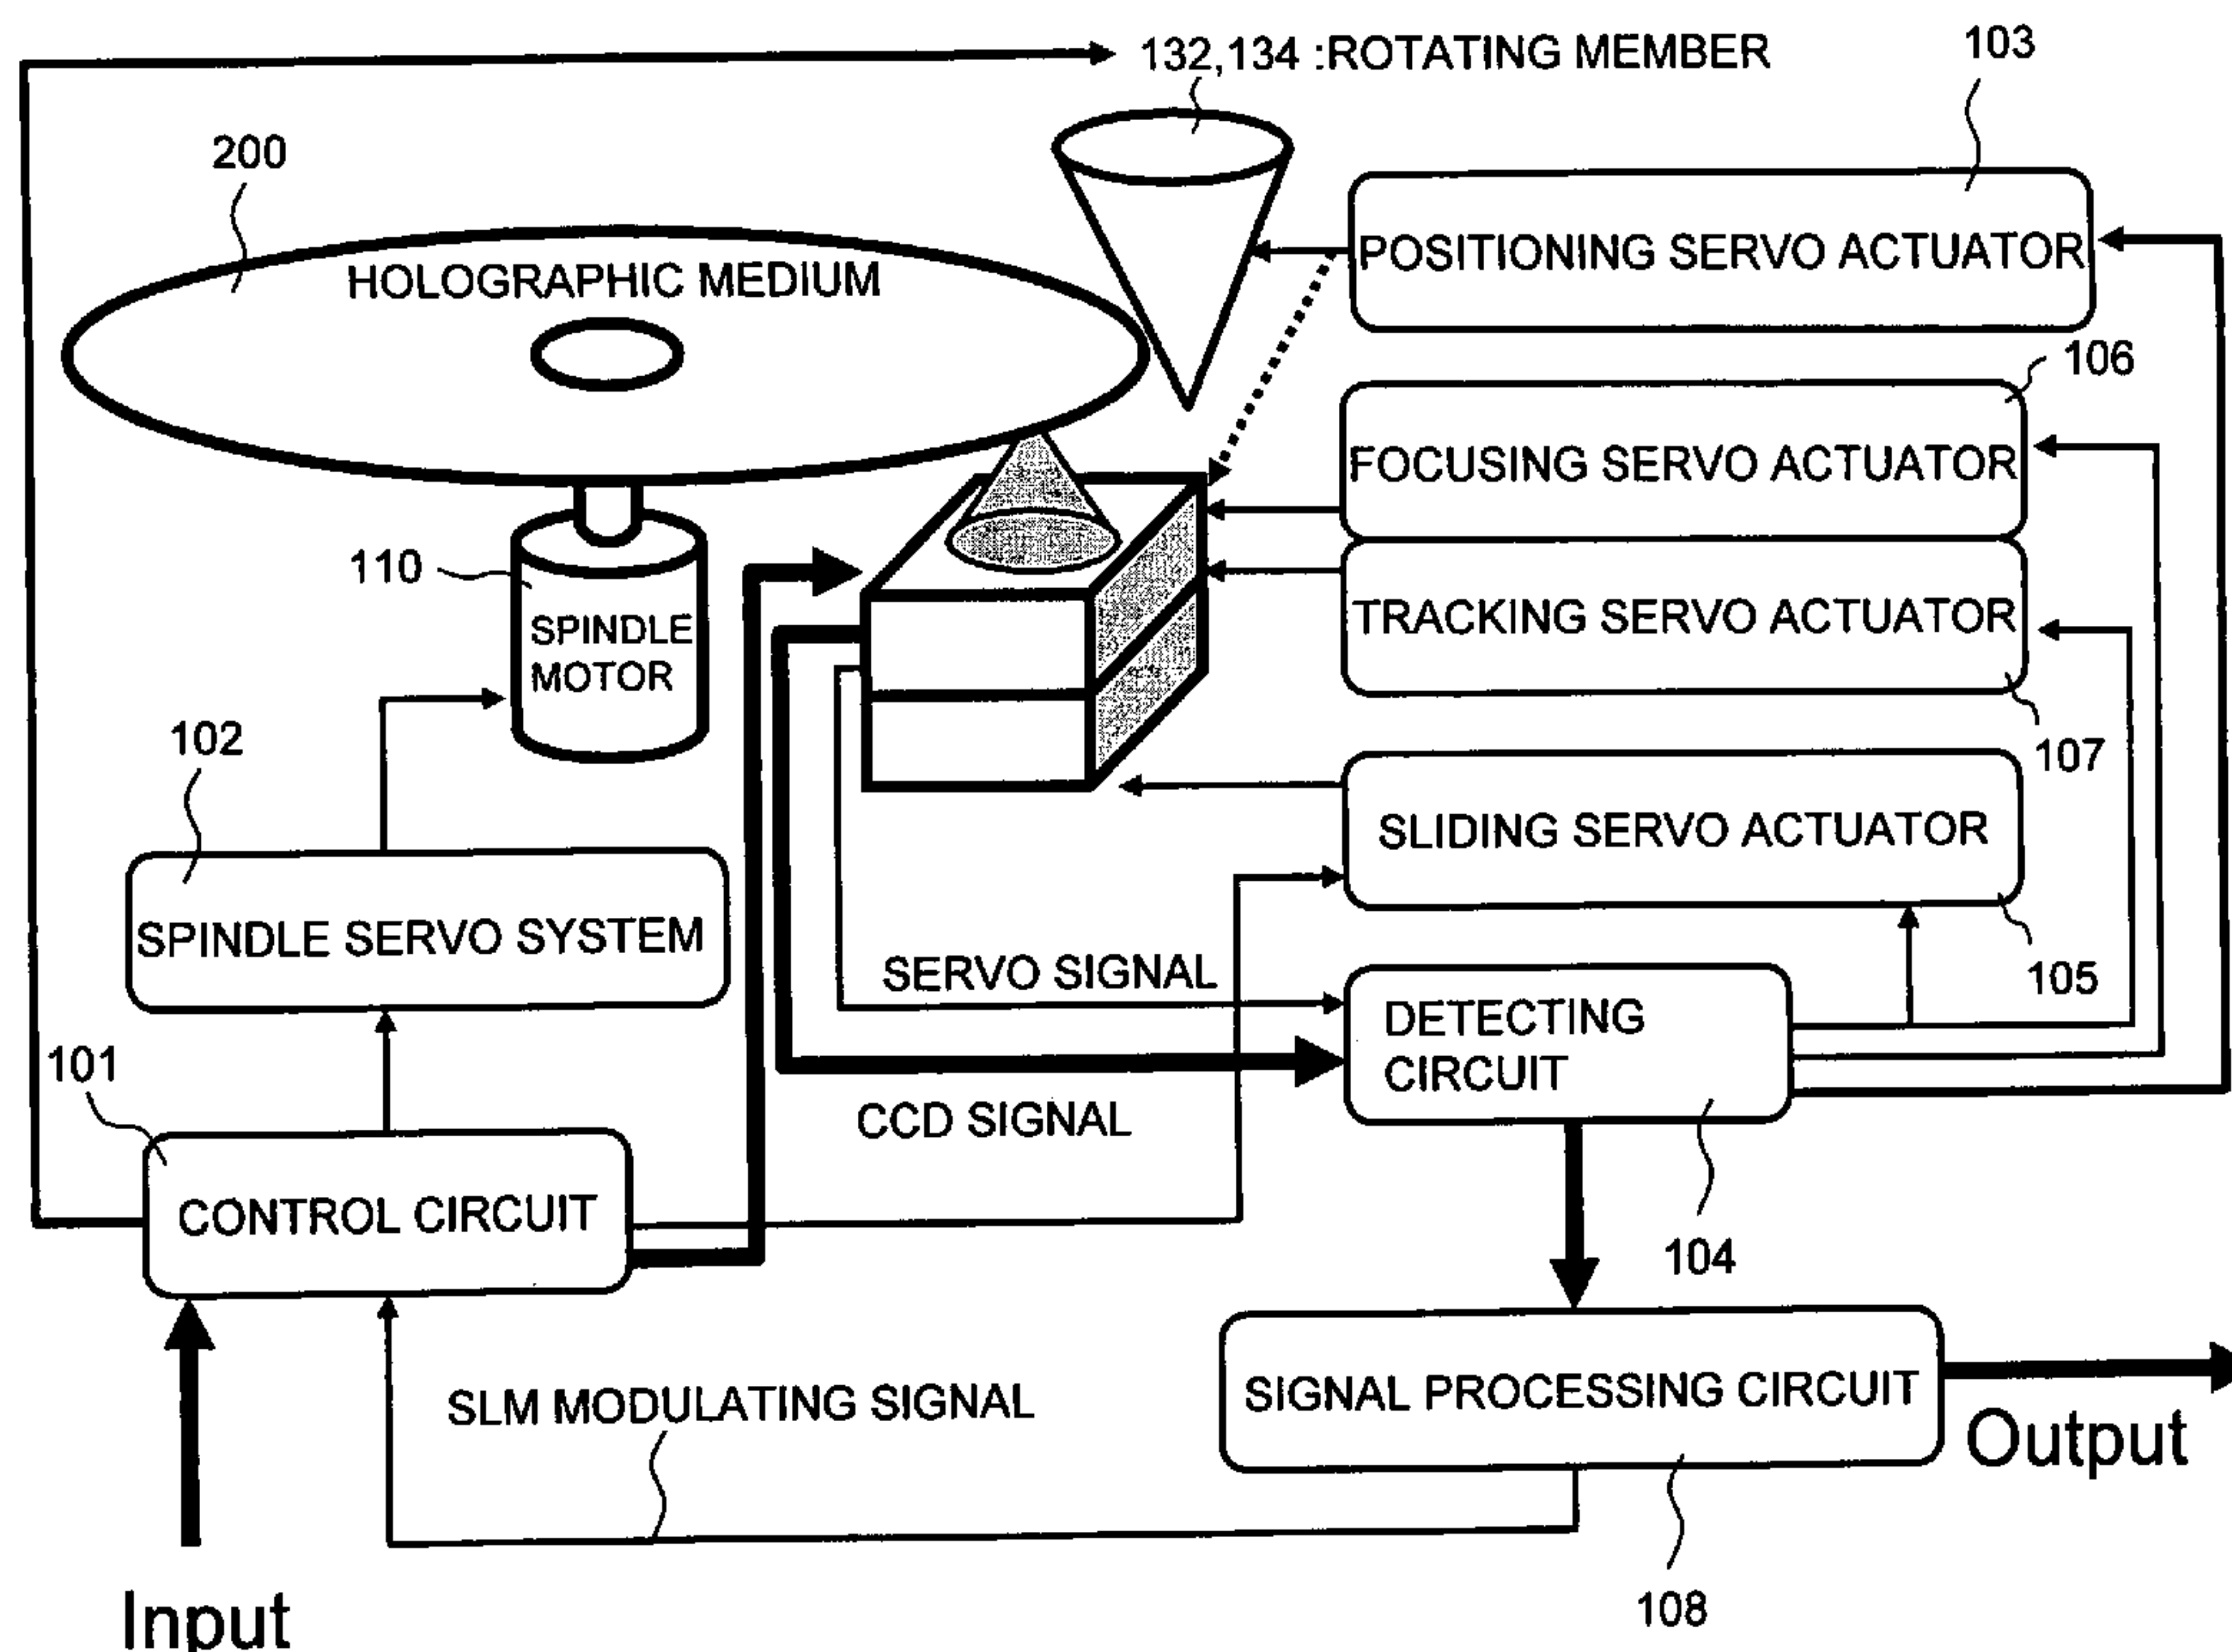 132,134 :ROTATING MEMBER
103
200
HOLOGRAPHIC MEDIUM
POSITIONING SERVO ACTUATOR
106
FOCUSING SERVO ACTUATOR
110
SPINDLE
MOTOR
TRACKING SERVO ACTUATOR
107
102
SLIDING SERVO ACTUATOR
SPINDLE SERVO SYSTEM
105
SERVO SIGNAL
DETECTING
CIRCUIT
101
CCD SIGNAL
CONTROL CIRCUIT
104
SLM MODULATING SIGNAL
SIGNAL PROCESSING CIRCUIT
Output
Input
108